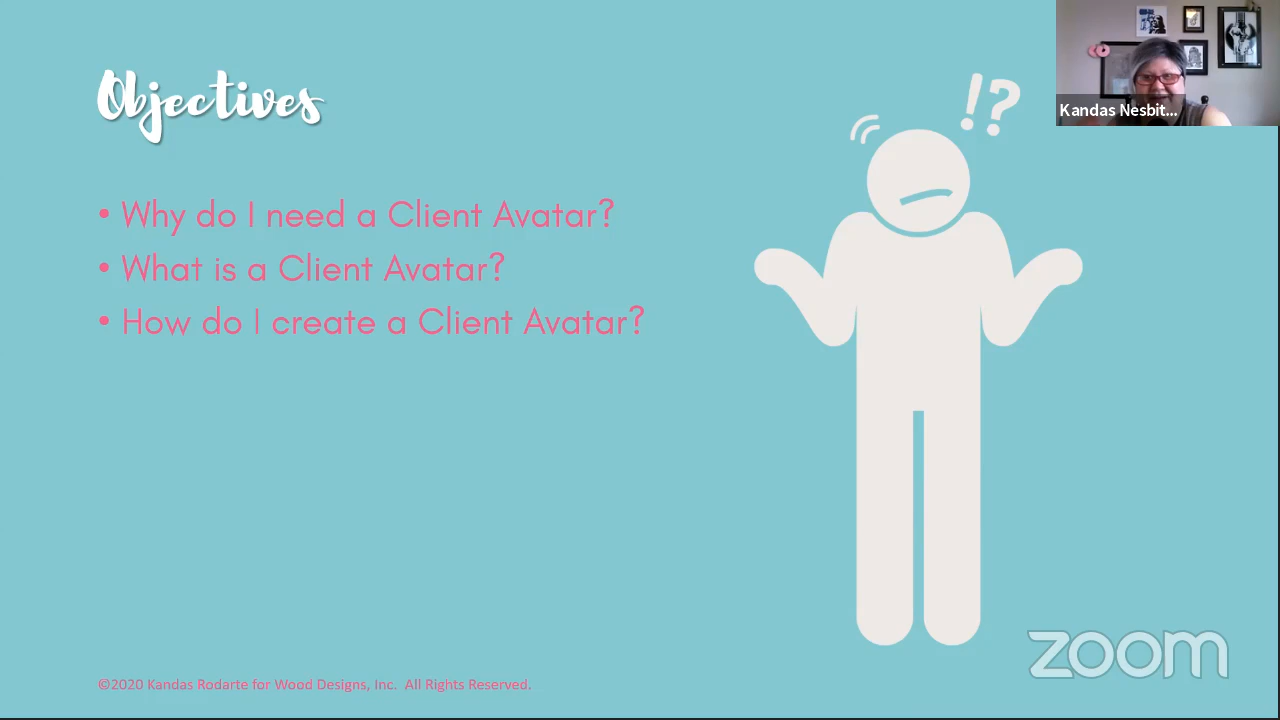 Objectives
Kandas Nesbit...
!?
• Why do I need a Client Avatar?
• What is a Client Avatar?
• How do I create a Client Avatar?
zoom
©2020 Kandas Rodarte for Wood Designs, Inc. All Rights Reserved.